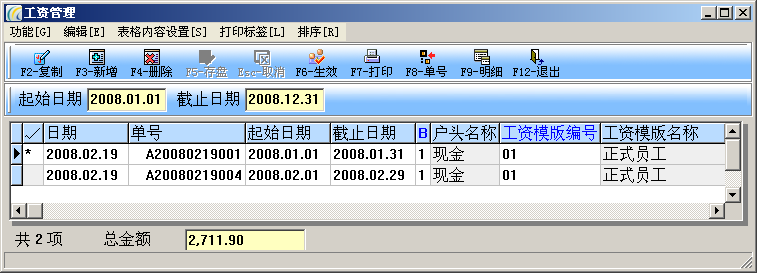 工资管理
功能[G] 编辑[E] 表格内容设置[S] 打印标签[L] 排序[R]
F2-复制 F3-新增 F4-删除 F5-存盘 Esc-取消 F6-生效 F7-打印 F8-单号 F9-明细 F12-退出
起始日期 2008.01.01 截止日期 2008.12.31
日期 单号 起始日期 截止日期 B 户头名称 工资模版编号 工资模版名称
* 2008.02.19 A20080219001 2008.01.01 2008.01.31 1 现金 01 正式员工
2008.02.19 A20080219004 2008.02.01 2008.02.29 1 现金 01 正式员工
共 2 项 总金额 2,711.90